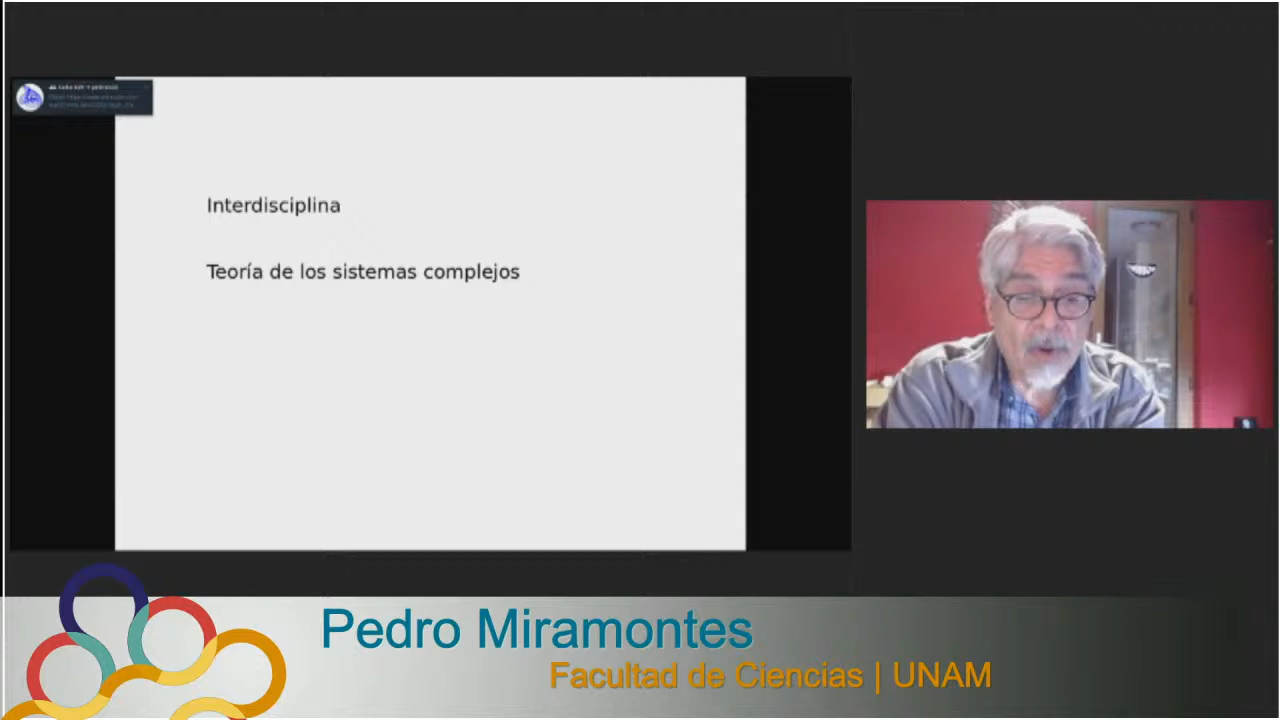 Interdisciplina
Teoría de los sistemas complejos
Pedro Miramontes
Facultad de Ciencias | UNAM